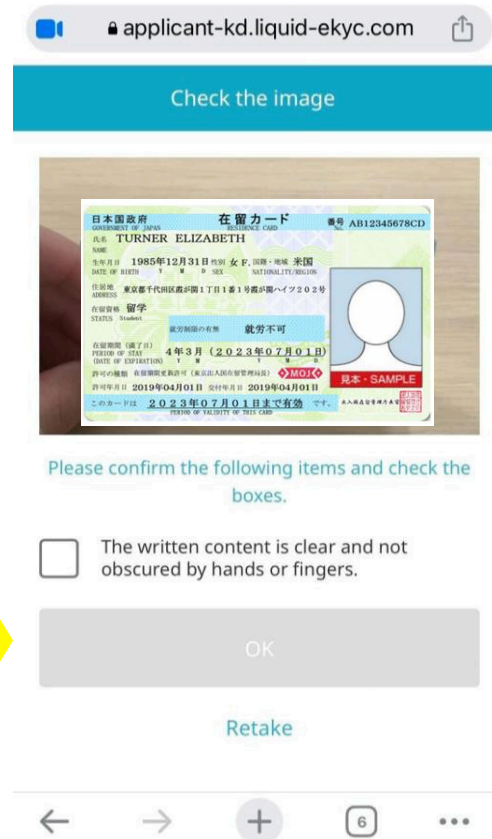 applicant-kd.liquid-ekyc.com
Check the image
日本国政府 在留カード 番号 AB12345678CD
GOVERNMENT OF JAPAN RESIDENCE CARD No.
氏名 TURNER ELIZABETH
NAME
生年月日 1985年12月31日 性別 女 F. 国籍・地域 米国
DATE OF BIRTH Y M D SEX NATIONALITY/REGION
住居地 東京都千代田区霞が関1丁目1番1号霞が関ハイツ202号
ADDRESS
在留資格 留学
STATUS Student
就労制限の有無 就労不可
在留期間（満了日） 4年3月（2023年07月01日）
PERIOD OF STAY
(DATE OF EXPIRATION) Y M Y M D
許可の種類 在留期間更新許可（東京出入国在留管理局長） MOJ
見本・SAMPLE
許可年月日 2019年04月01日 交付年月日 2019年04月01日
このカードは 2023年07月01日まで有効 です。
PERIOD OF VALIDITY OF THIS CARD
Please confirm the following items and check the
boxes.
The written content is clear and not
obscured by hands or fingers.
OK
Retake
6